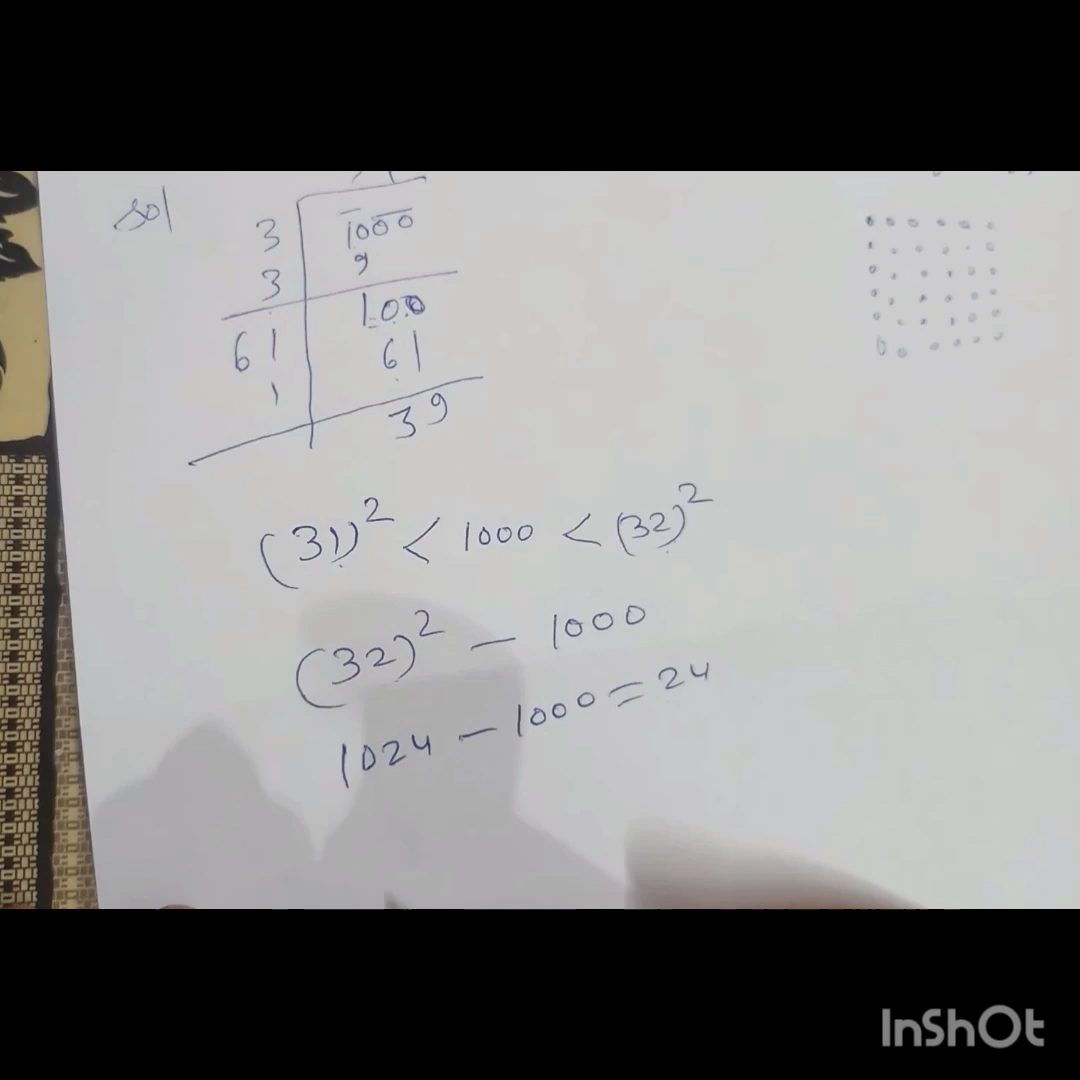 sol
3 1000
3 9
100
61 61
1
39
(31)² < 1000 < (32)²
(32)² – 1000
1024 – 1000 = 24
InShOt